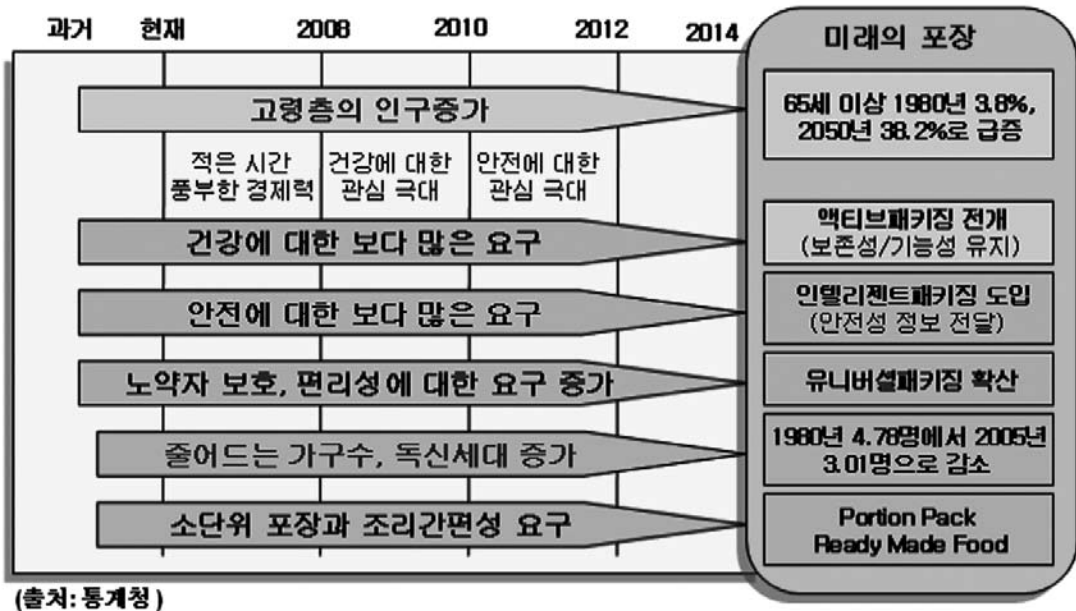 과거 현재 2008 2010 2012 2014
미래의 포장
고령층의 인구증가
65세 이상 1980년 3.8%,
2050년 38.2%로 급증
적은 시간
풍부한 경제력
건강에 대한
관심 극대
안전에 대한
관심 극대
건강에 대한 보다 많은 요구
액티브패키징 전개
(보존성/기능성 유지)
안전에 대한 보다 많은 요구
인텔리젠트패키징 도입
(안전성 정보 전달)
노약자 보호, 편리성에 대한 요구 증가
유니버셜패키징 확산
줄어드는 가구수, 독신세대 증가
1980년 4.78명에서 2005년
3.01명으로 감소
소단위 포장과 조리간편성 요구
Portion Pack
Ready Made Food
(출처: 통계청)